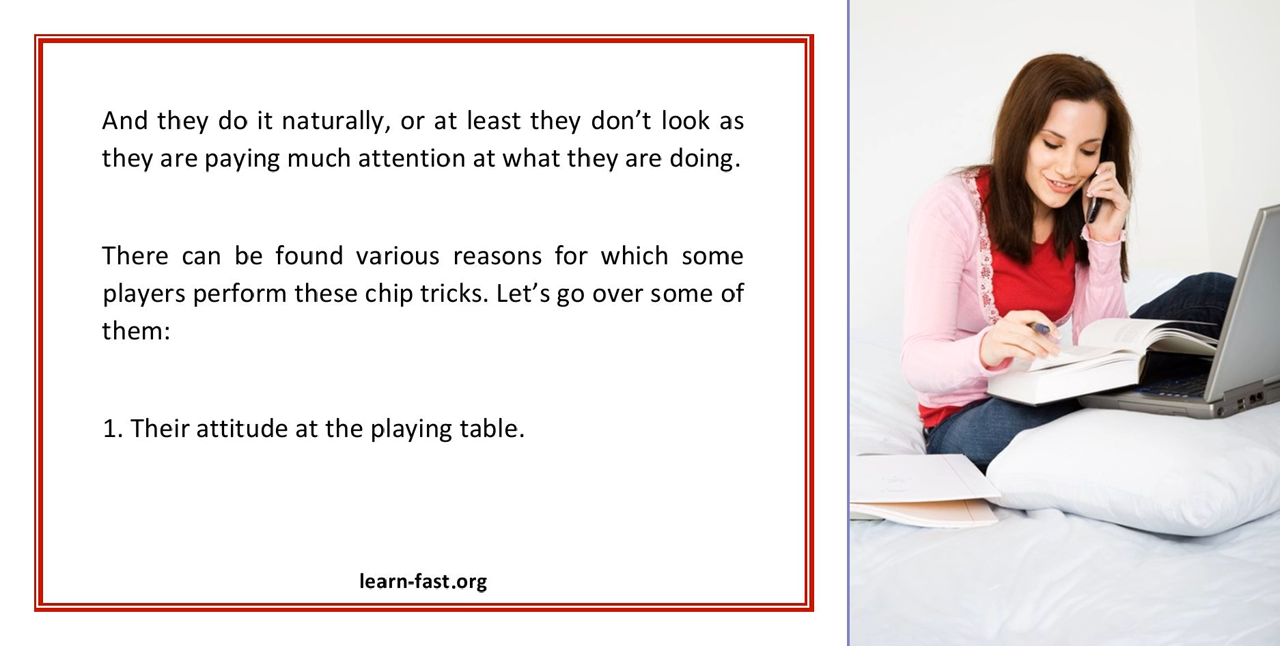 And they do it naturally, or at least they don’t look as
they are paying much attention at what they are doing.
There can be found various reasons for which some
players perform these chip tricks. Let’s go over some of
them:
1. Their attitude at the playing table.
learn-fast.org